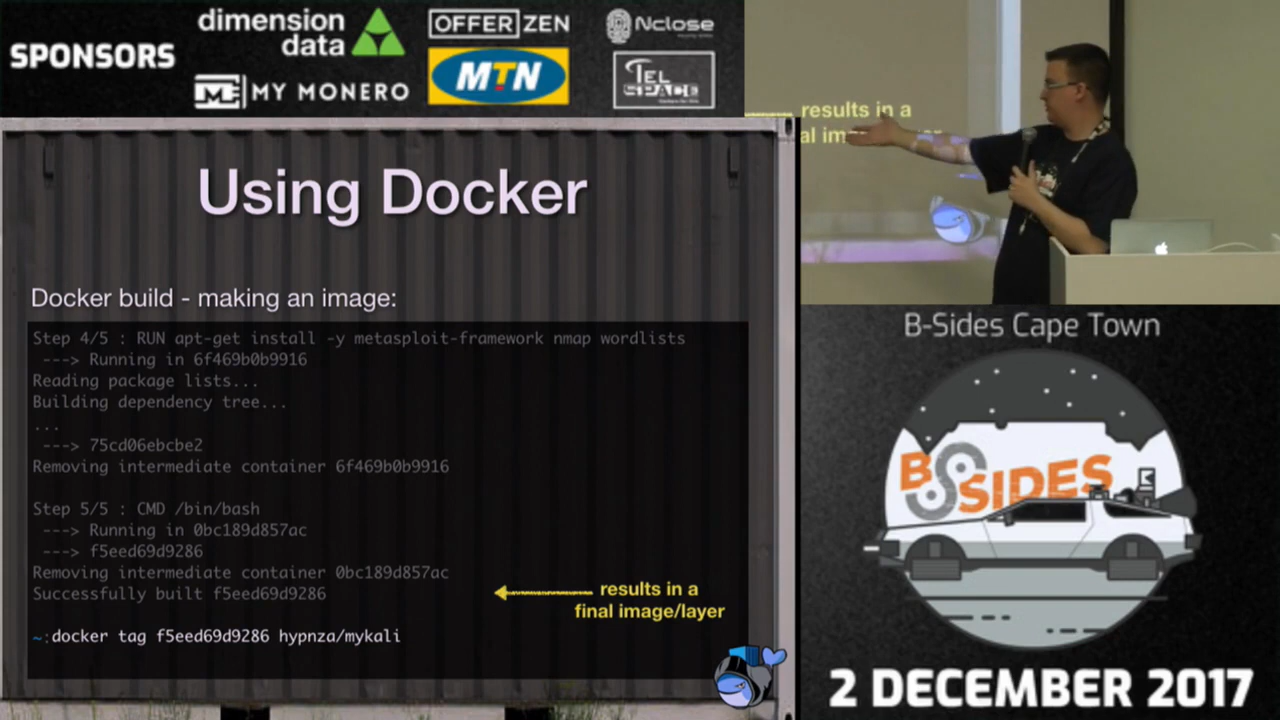 SPONSORS
dimension
data
MY MONERO
OFFERZEN
MTN
Nclose
TEL
SPACE
results in a
Using Docker
Docker build - making an image:
Step 4/5 : RUN apt-get install -y metasploit-framework nmap wordlists
---> Running in 6f469b0b9916
Reading package lists...
Building dependency tree...
...
---> 75cd06ebcbe2
Removing intermediate container 6f469b0b9916
Step 5/5 : CMD /bin/bash
---> Running in 0bc189d857ac
---> f5eed69d9286
Removing intermediate container 0bc189d857ac
Successfully built f5eed69d9286
results in a
final image/layer
~:docker tag f5eed69d9286 hypnza/mykali
B-Sides Cape Town
BSIDES
2 DECEMBER 2017